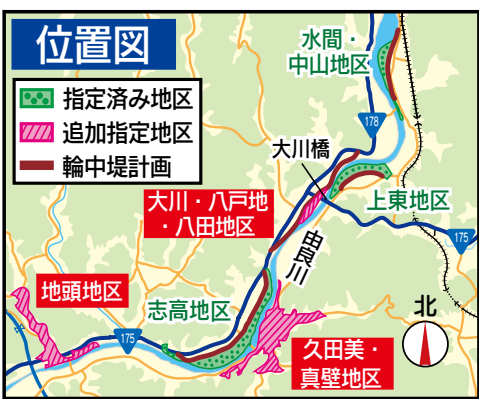 位置図
指定済み地区
追加指定地区
輪中堤計画
水間・
中山地区
178
大川橋
大川・八戸地
・八田地区
上東地区
由良川
175
地頭地区
志高地区
175
久田美・
真壁地区
北